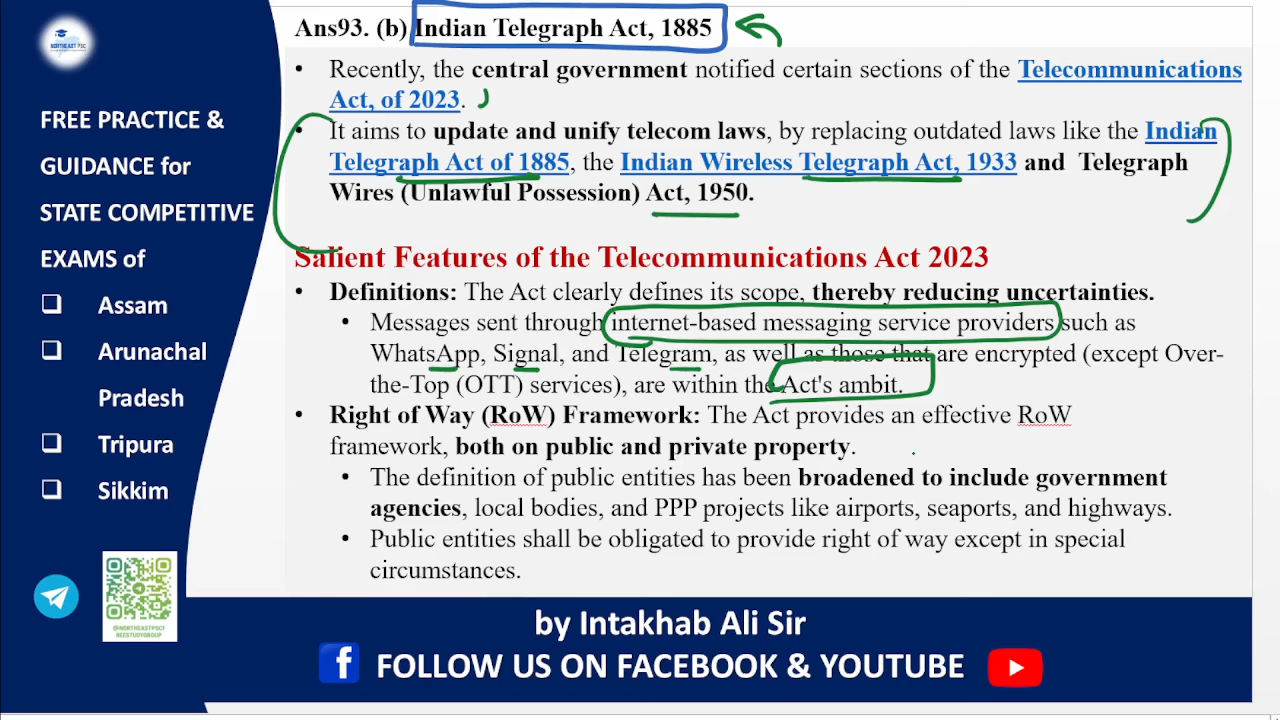 NORTHEAST PSC
FREE PRACTICE &
GUIDANCE for
STATE COMPETITIVE
EXAMS of
❑ Assam
❑ Arunachal
Pradesh
❑ Tripura
❑ Sikkim
@NORTHEASTPSCF
REESTUDYGROUP
Ans93. (b) Indian Telegraph Act, 1885
• Recently, the central government notified certain sections of the Telecommunications
Act, of 2023.
• It aims to update and unify telecom laws, by replacing outdated laws like the Indian
Telegraph Act of 1885, the Indian Wireless Telegraph Act, 1933 and Telegraph
Wires (Unlawful Possession) Act, 1950.
Salient Features of the Telecommunications Act 2023
• Definitions: The Act clearly defines its scope, thereby reducing uncertainties.
• Messages sent through internet-based messaging service providers such as
WhatsApp, Signal, and Telegram, as well as those that are encrypted (except Over-
the-Top (OTT) services), are within the Act's ambit.
• Right of Way (RoW) Framework: The Act provides an effective RoW
framework, both on public and private property.
• The definition of public entities has been broadened to include government
agencies, local bodies, and PPP projects like airports, seaports, and highways.
• Public entities shall be obligated to provide right of way except in special
circumstances.
by Intakhab Ali Sir
FOLLOW US ON FACEBOOK & YOUTUBE